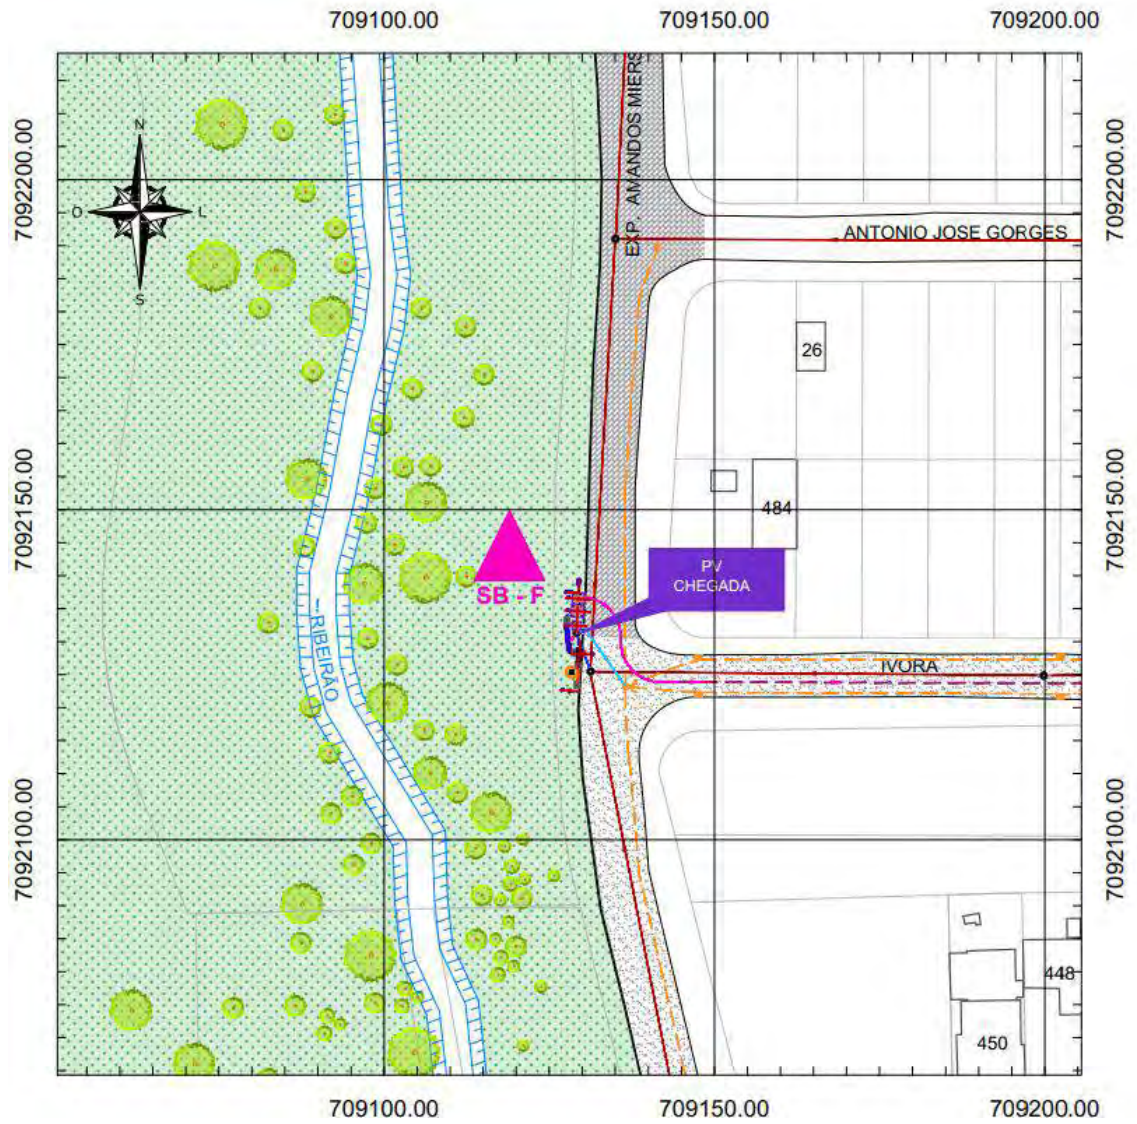 709100.00
709150.00
709200.00
7092200.00
7092200.00
N
O
L
S
EXP. AMANDOS MIERS
ANTONIO JOSE GORGES
26
7092150.00
7092150.00
484
PV
CHEGADA
SB - F
RIBEIRÃO
IVORA
7092100.00
7092100.00
448
450
709100.00
709150.00
709200.00